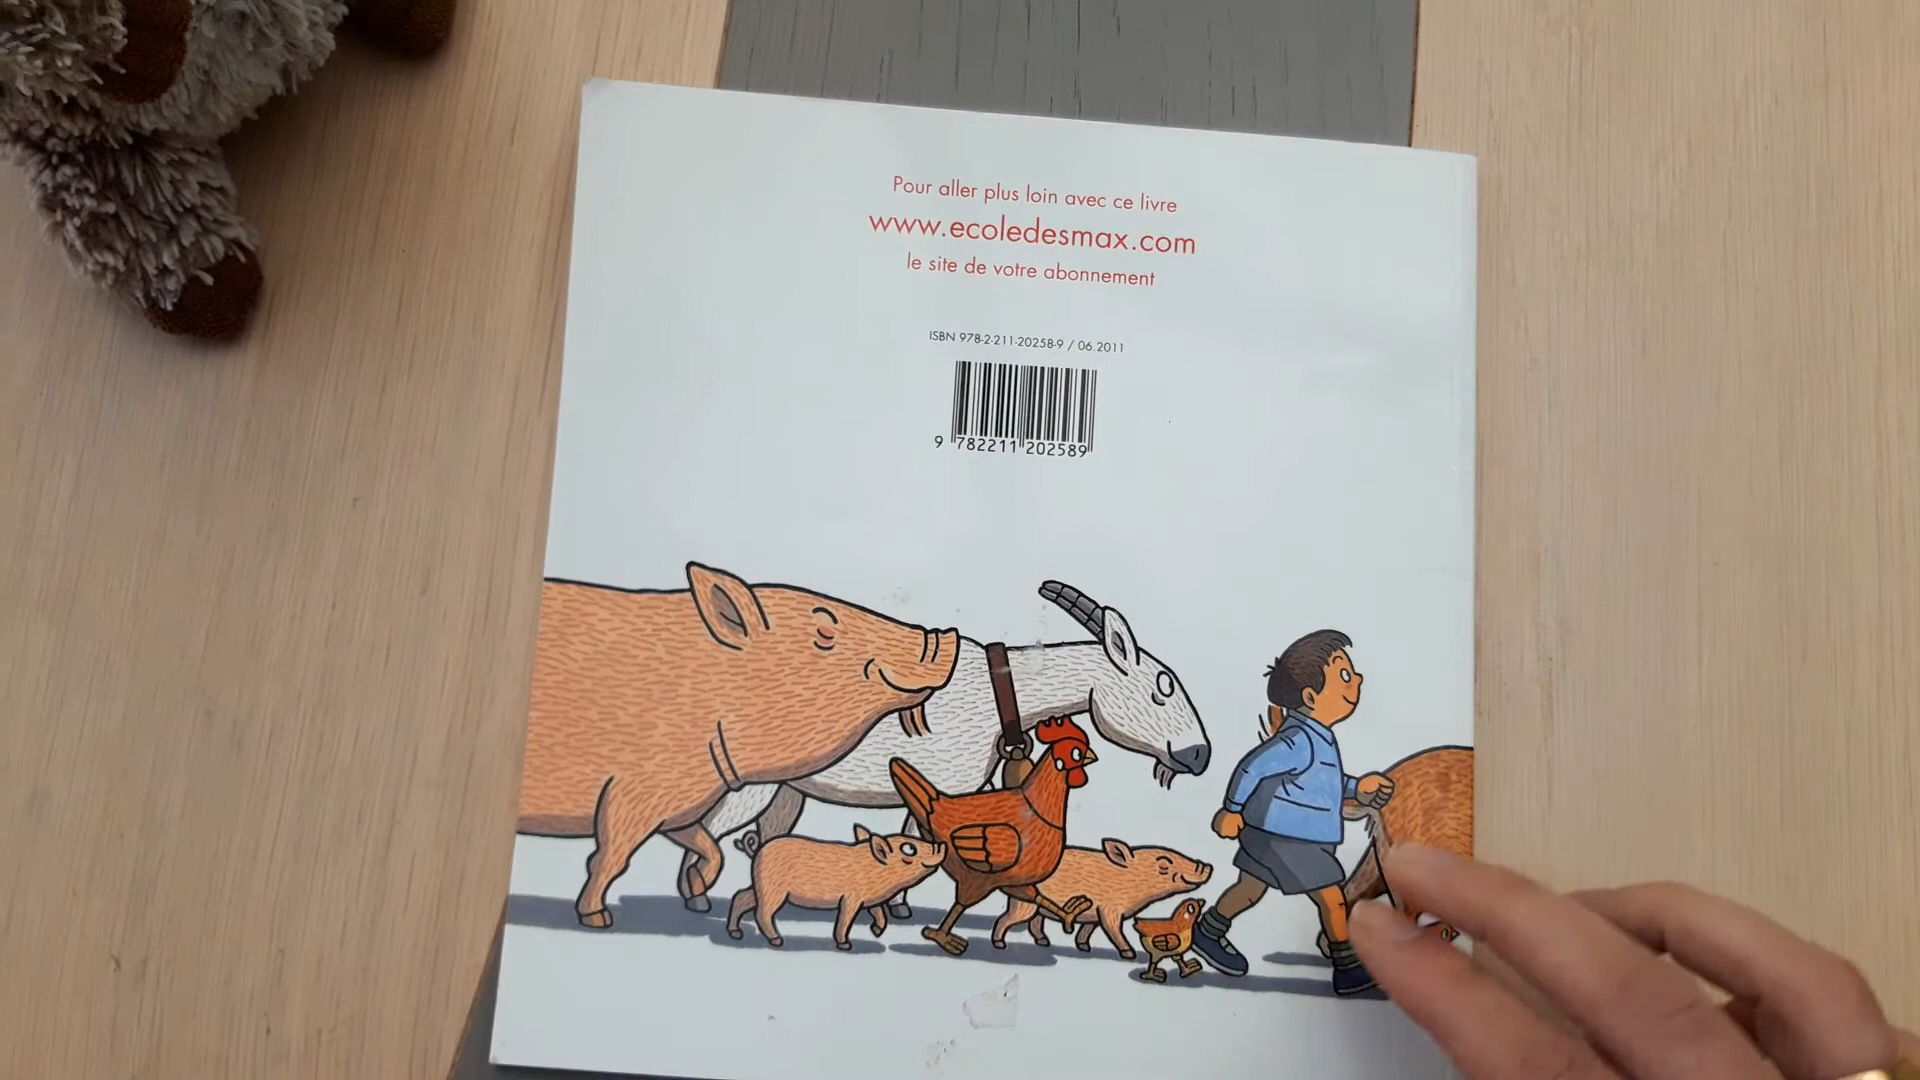 Pour aller plus loin avec ce livre
www.ecoledesmax.com
le site de votre abonnement
ISBN 978-2-211-20258-9 / 06.2011
9 782211 202589